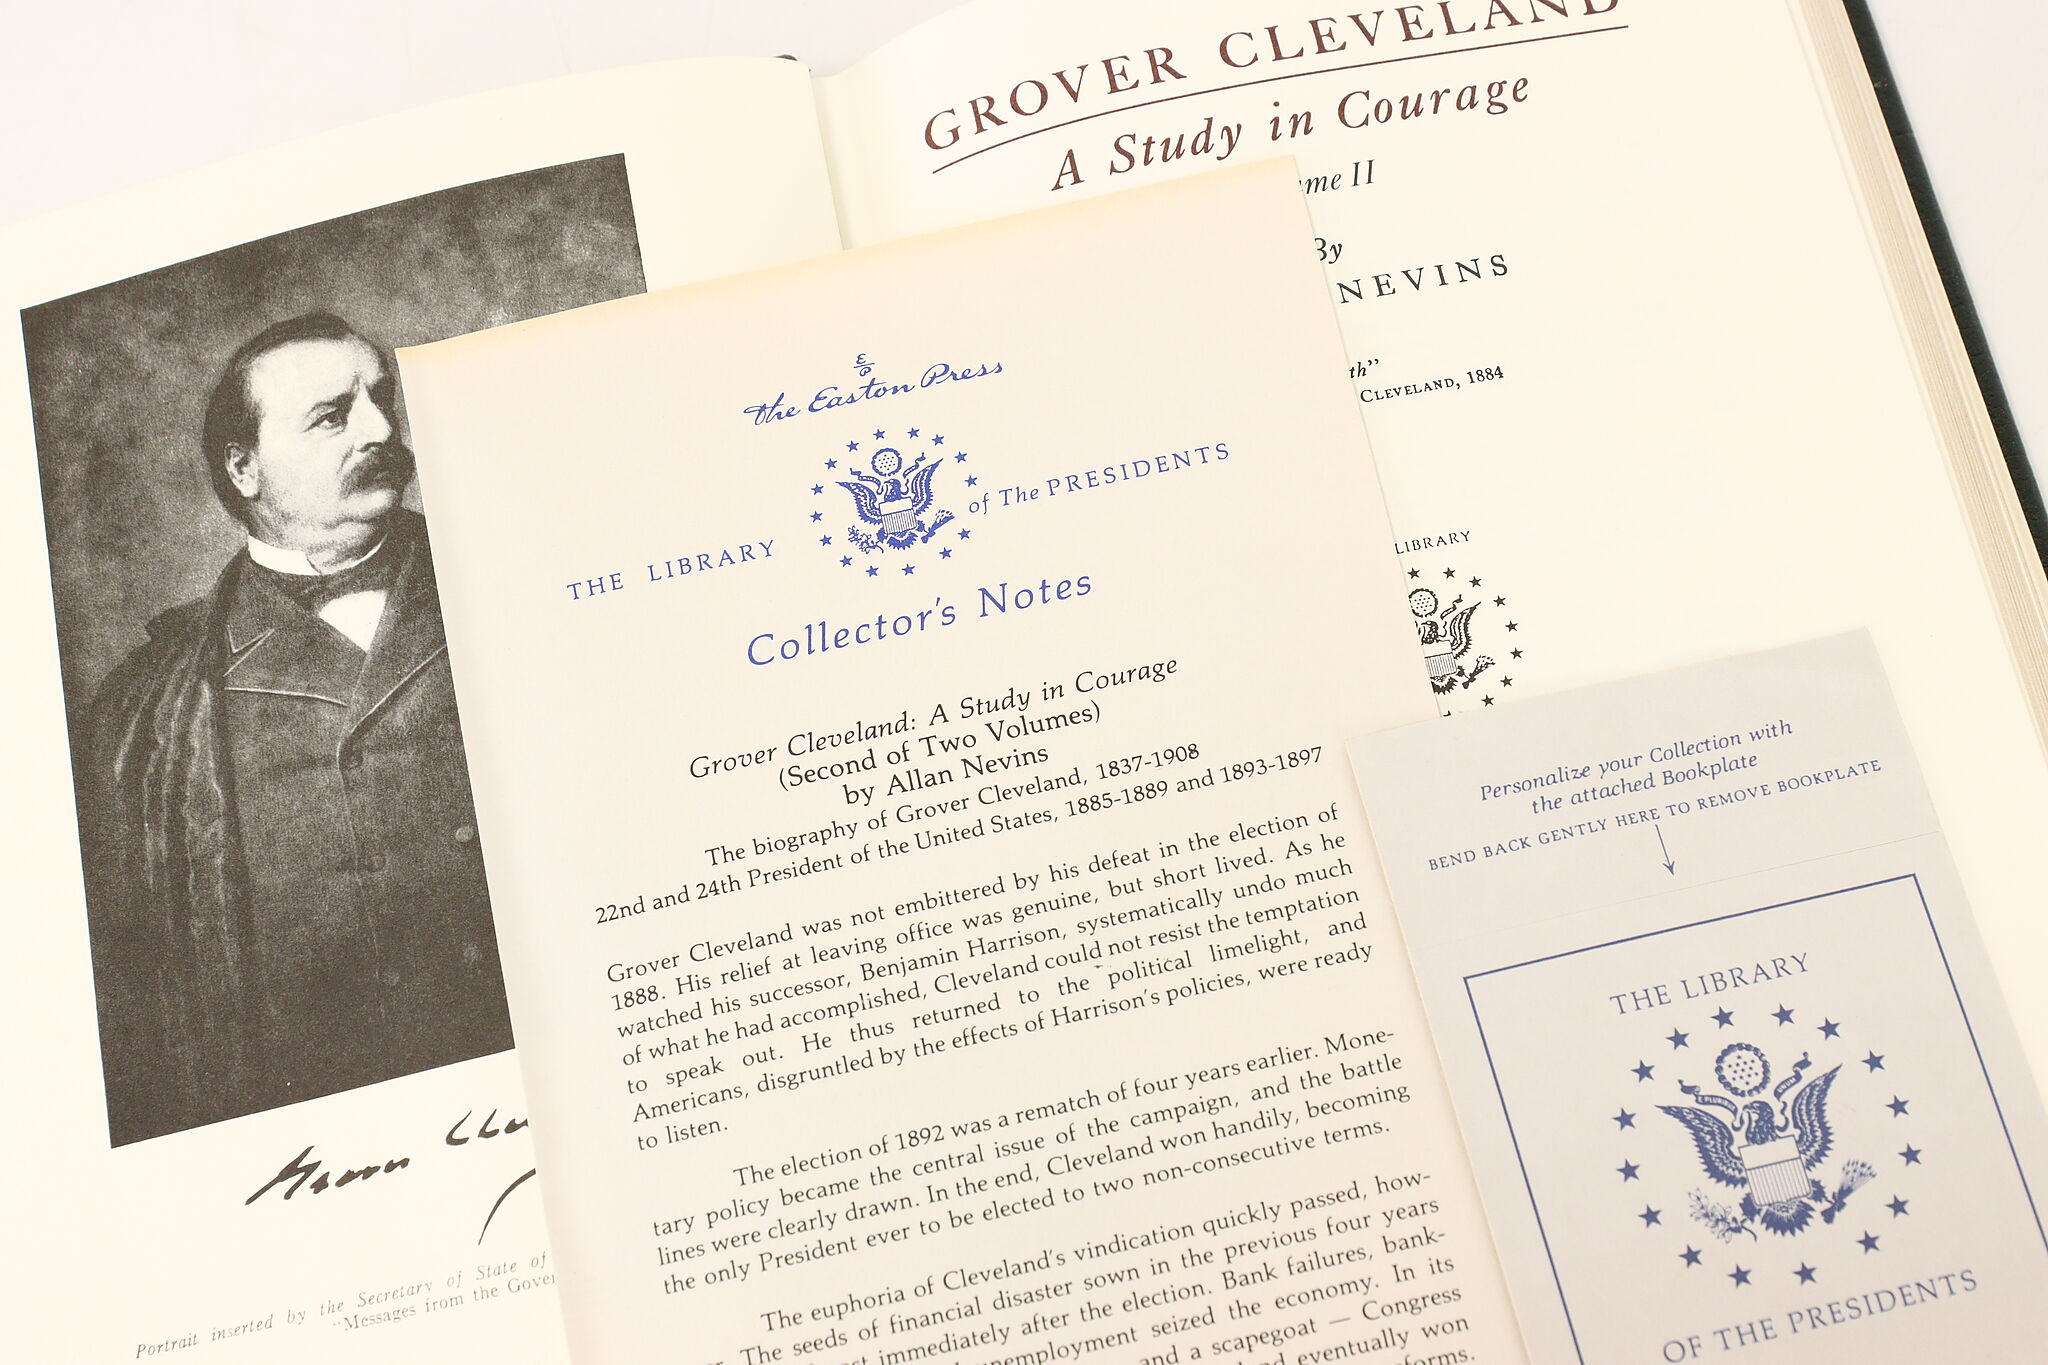 GROVER CLEVELAND
A Study in Courage
me II
By
NEVINS
th"
CLEVELAND, 1884
LIBRARY
Grover Cle
Portrait inserted by the Secretary of State of
"Messages from the Gover
E
P
The Easton Press
THE LIBRARY of The PRESIDENTS
Collector's Notes
Grover Cleveland: A Study in Courage
(Second of Two Volumes)
by Allan Nevins
The biography of Grover Cleveland, 1837-1908
22nd and 24th President of the United States, 1885-1889 and 1893-1897
Grover Cleveland was not embittered by his defeat in the election of
1888. His relief at leaving office was genuine, but short lived. As he
watched his successor, Benjamin Harrison, systematically undo much
of what he had accomplished, Cleveland could not resist the temptation
to speak out. He thus returned to the political limelight, and
Americans, disgruntled by the effects of Harrison's policies, were ready
to listen.
The election of 1892 was a rematch of four years earlier. Mone-
tary policy became the central issue of the campaign, and the battle
lines were clearly drawn. In the end, Cleveland won handily, becoming
the only President ever to be elected to two non-consecutive terms.
The euphoria of Cleveland's vindication quickly passed, how-
The seeds of financial disaster sown in the previous four years
immediately after the election. Bank failures, bank-
unemployment seized the economy. In its
and a scapegoat — Congress
eventually won
Personalize your Collection with
the attached Bookplate
BEND BACK GENTLY HERE TO REMOVE BOOKPLATE
THE LIBRARY
OF THE PRESIDENTS